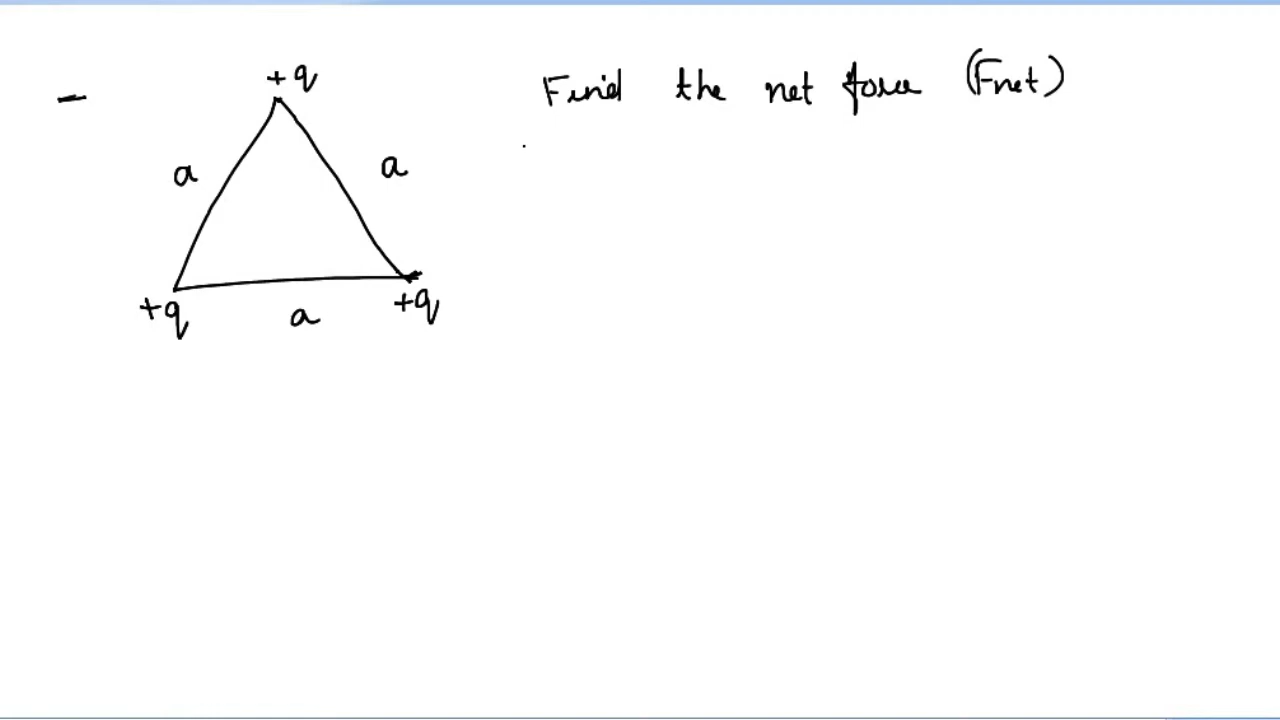 +q
Find the net force (Fnet)
a
a
+q
a
+q